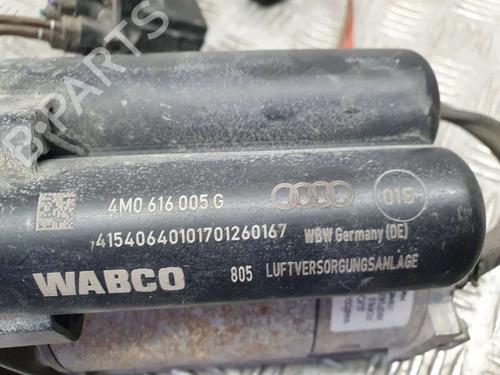 B-PARTS
4M0 616 005 G
015
41540640101701260167
WBW Germany (DE)
WABCO
805 LUFTVERSORGUNGSANLAGE